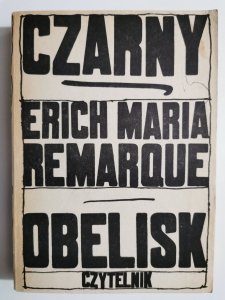 CZARNY
ERICH MARIA
REMARQUE
OBELISK
CZYTELNIK